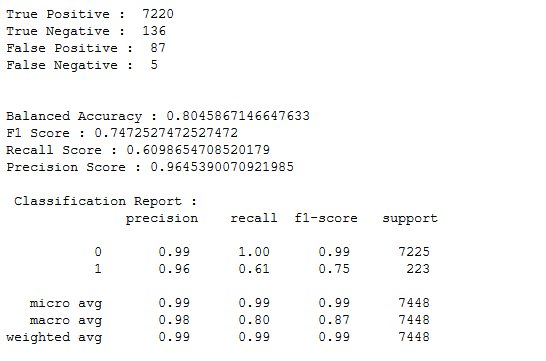 True Positive :  7220
True Negative :  136
False Positive :  87
False Negative :  5
Balanced Accuracy : 0.8045867146647633
F1 Score : 0.7472527472527472
Recall Score : 0.6098654708520179
Precision Score : 0.9645390070921985
Classification Report :
precision recall f1-score support
0 0.99 1.00 0.99 7225
1 0.96 0.61 0.75 223
micro avg 0.99 0.99 0.99 7448
macro avg 0.98 0.80 0.87 7448
weighted avg 0.99 0.99 0.99 7448